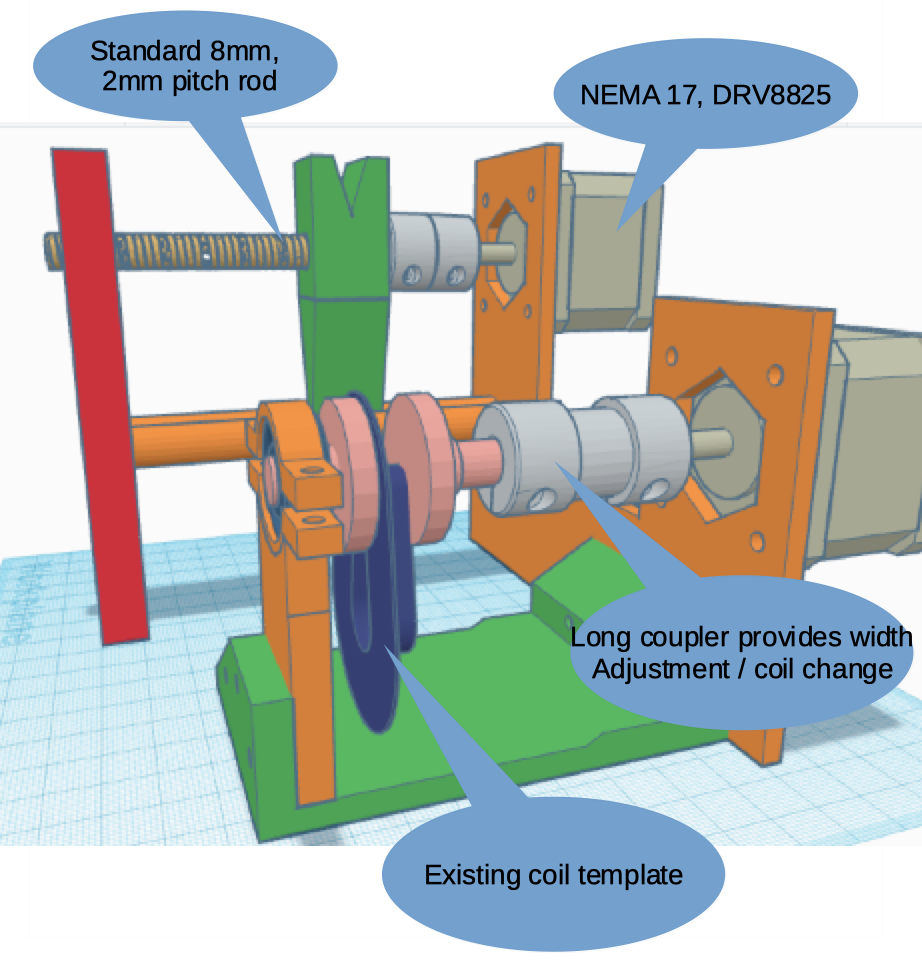 Standard 8mm,
2mm pitch rod
NEMA 17, DRV8825
Long coupler provides width
Adjustment / coil change
Existing coil template